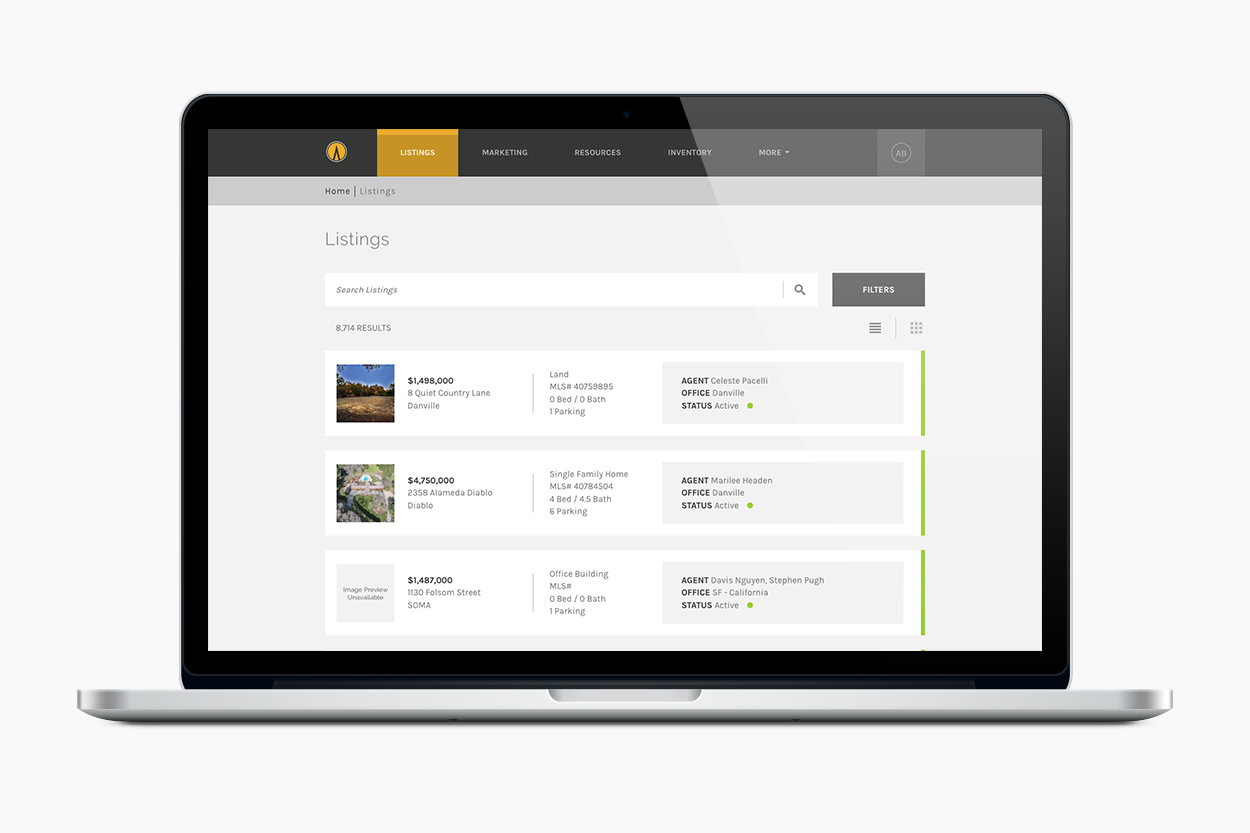 LISTINGS MARKETING RESOURCES INVENTORY MORE AB
Home | Listings
Listings
Search Listings
FILTERS
8,714 RESULTS
$1,498,000
8 Quiet Country Lane
Danville
Land
MLS# 40759895
0 Bed / 0 Bath
1 Parking
AGENT Celeste Pacelli
OFFICE Danville
STATUS Active
$4,750,000
2358 Alameda Diablo
Diablo
Single Family Home
MLS# 40784504
4 Bed / 4.5 Bath
6 Parking
AGENT Marilee Headen
OFFICE Danville
STATUS Active
Image Preview
Unavailable
$1,487,000
1130 Folsom Street
SOMA
Office Building
MLS#
0 Bed / 0 Bath
1 Parking
AGENT Davis Nguyen, Stephen Pugh
OFFICE SF - California
STATUS Active